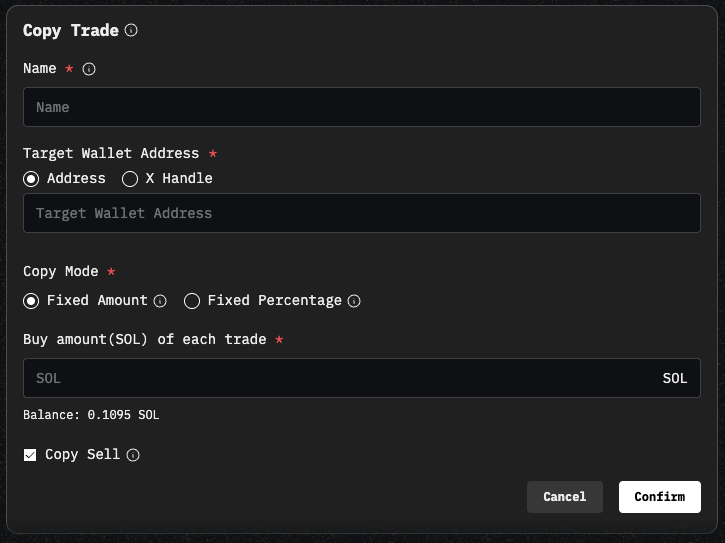 Copy Trade
Name *
Name
Target Wallet Address *
Address X Handle
Target Wallet Address
Copy Mode *
Fixed Amount Fixed Percentage
Buy amount(SOL) of each trade *
SOL SOL
Balance: 0.1095 SOL
Copy Sell
Cancel Confirm